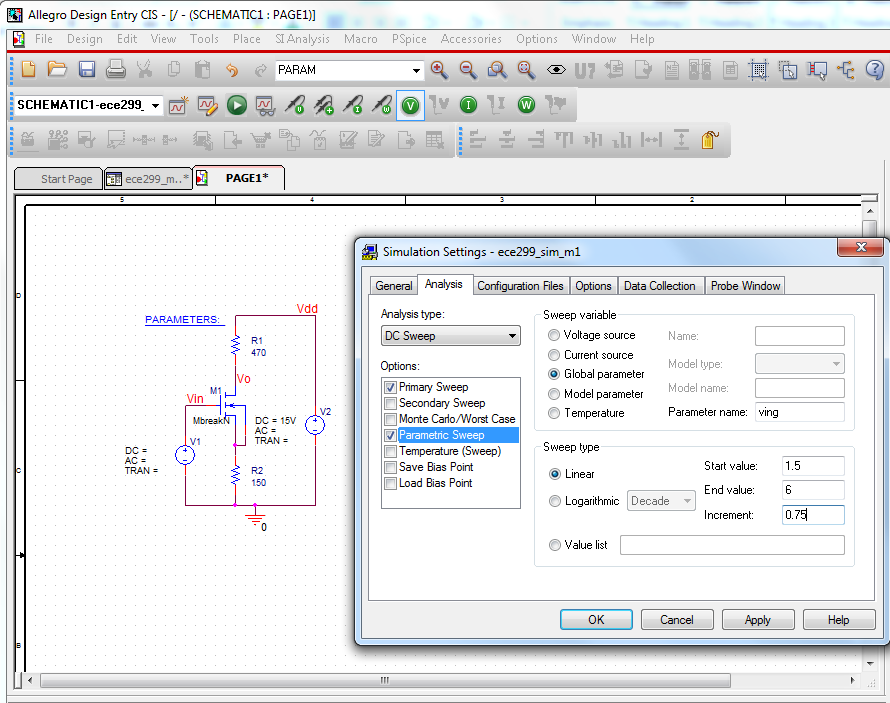 Allegro Design Entry CIS - [/ - (SCHEMATIC1 : PAGE1)]
File Design Edit View Tools Place SI Analysis Macro PSpice Accessories Options Window Help
PARAM
U?
SCHEMATIC1-ece299_
V V I I W
Start Page ece299_m..* PAGE1*
5 4 3 2
D
C
B
PARAMETERS:
Vdd
R1
470
Vo
M1
Vin
MbreakN
DC = 15V
AC =
TRAN =
V2
V1
DC =
AC =
TRAN =
R2
150
0
Simulation Settings - ece299_sim_m1
General Analysis Configuration Files Options Data Collection Probe Window
Analysis type:
DC Sweep
Options:
Primary Sweep
Secondary Sweep
Monte Carlo/Worst Case
Parametric Sweep
Temperature (Sweep)
Save Bias Point
Load Bias Point
Sweep variable
Voltage source Name:
Current source Model type:
Global parameter
Model parameter Model name:
Temperature Parameter name: ving
Sweep type
Linear Start value: 1.5
Logarithmic Decade End value: 6
Increment: 0.75
Value list
OK Cancel Apply Help